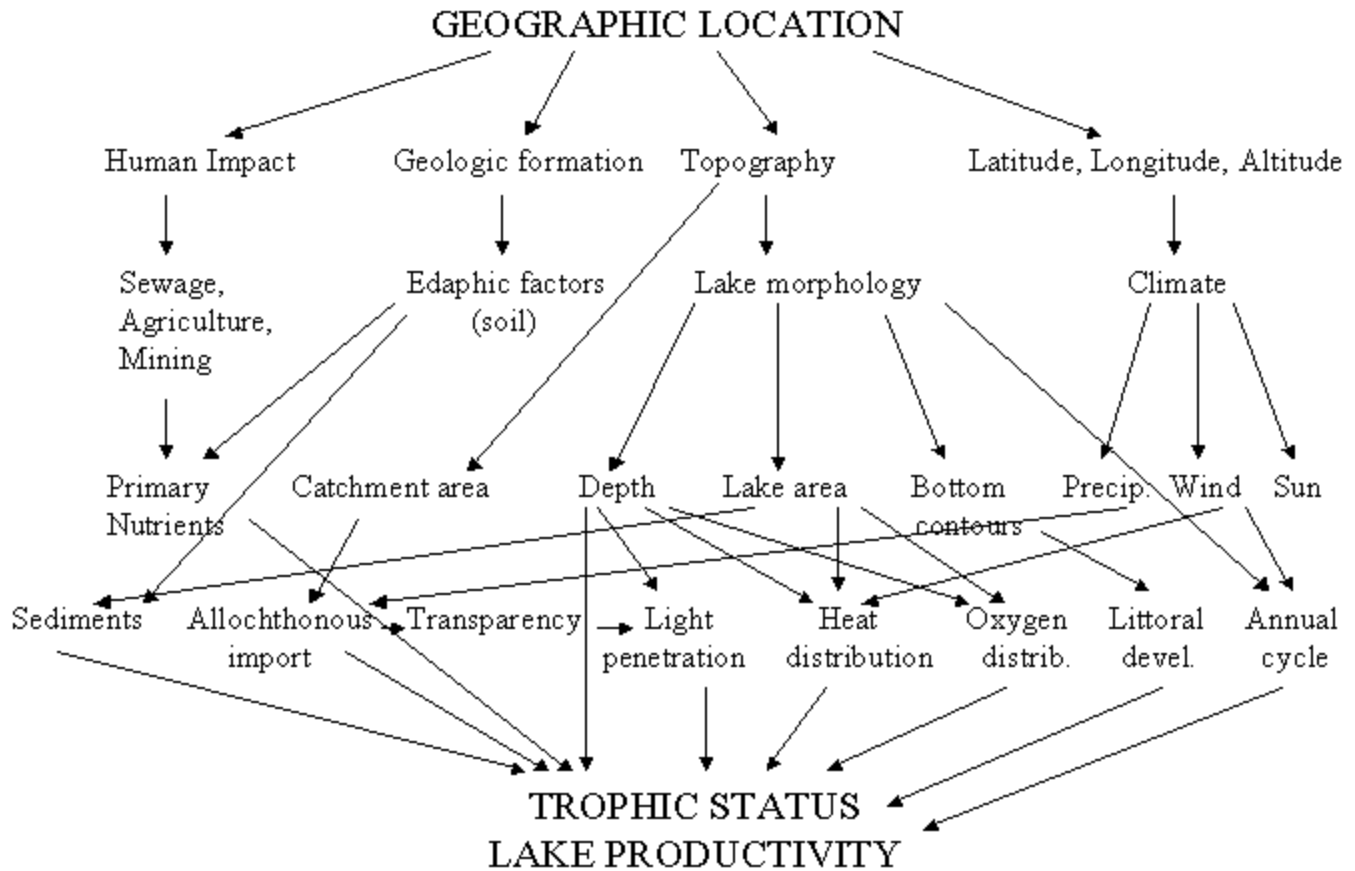 GEOGRAPHIC LOCATION
Human Impact
Geologic formation
Topography
Latitude, Longitude, Altitude
Sewage,
Agriculture,
Mining
Edaphic factors
(soil)
Lake morphology
Climate
Primary
Nutrients
Catchment area
Depth
Lake area
Bottom
contours
Precip.
Wind
Sun
Sediments
Allochthonous
import
Transparency
Light
penetration
Heat
distribution
Oxygen
distrib.
Littoral
devel.
Annual
cycle
TROPHIC STATUS
LAKE PRODUCTIVITY